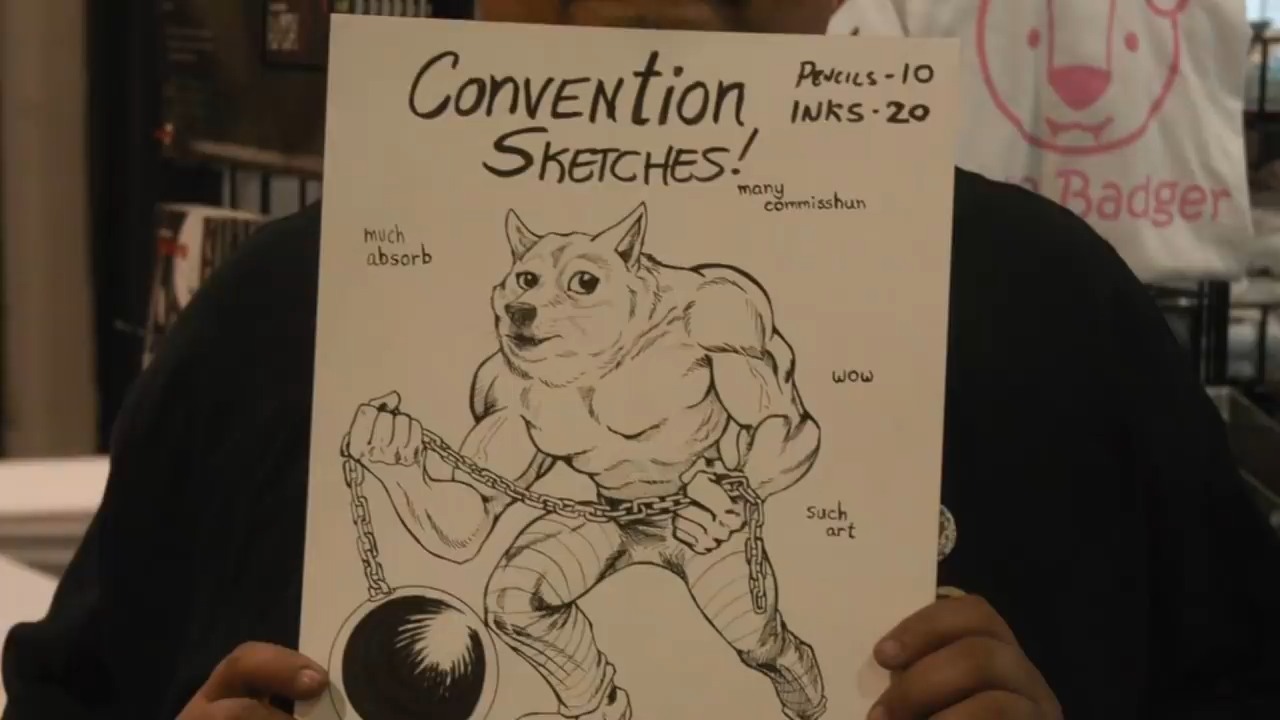 Convention
Sketches!
Pencils - 10
Inks - 20
many
commisshun
much
absorb
wow
such
art
Badger